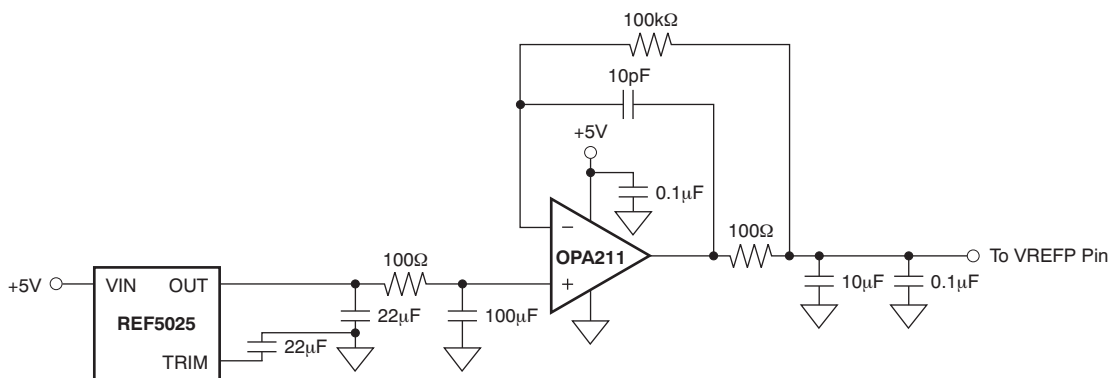 100kΩ
10pF
+5V
0.1μF
−
OPA211
+
100Ω
To VREFP Pin
10μF
0.1μF
100Ω
+5V
VIN
OUT
REF5025
TRIM
22μF
22μF
100μF